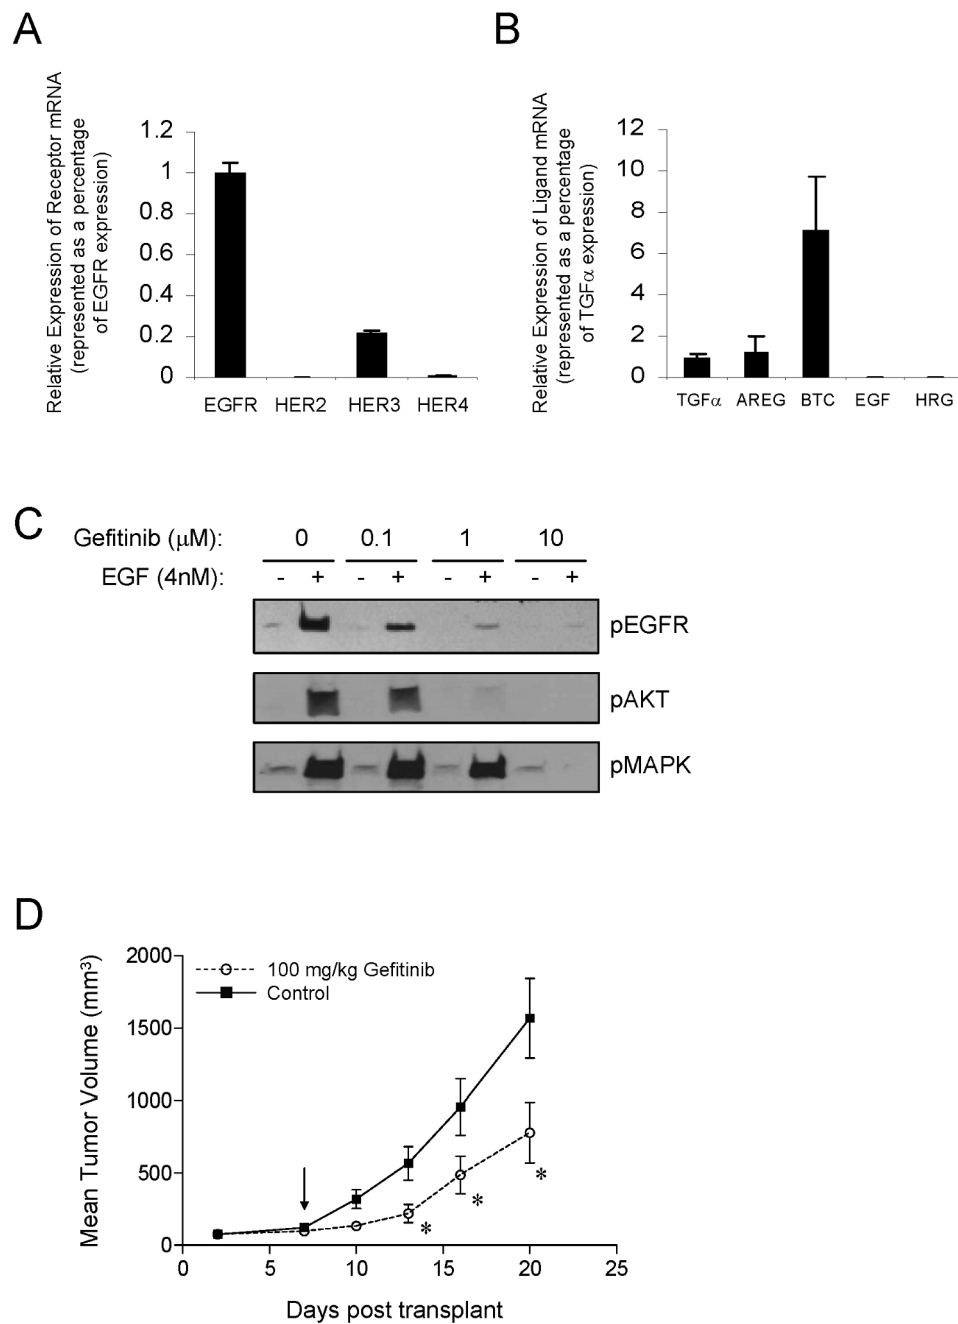 A
Relative Expression of Receptor mRNA
(represented as a percentage
of EGFR expression)
1.2
1
0.8
0.6
0.4
0.2
0
EGFR HER2 HER3 HER4
B
Relative Expression of Ligand mRNA
(represented as a percentage
of TGFα expression)
12
10
8
6
4
2
0
TGFα AREG BTC EGF HRG
C
Gefitinib (μM): 0 0.1 1 10
EGF (4nM): - + - + - + - +
pEGFR
pAKT
pMAPK
D
Mean Tumor Volume (mm³)
2000
1500
1000
500
0
100 mg/kg Gefitinib
Control
* * *
0 5 10 15 20 25
Days post transplant